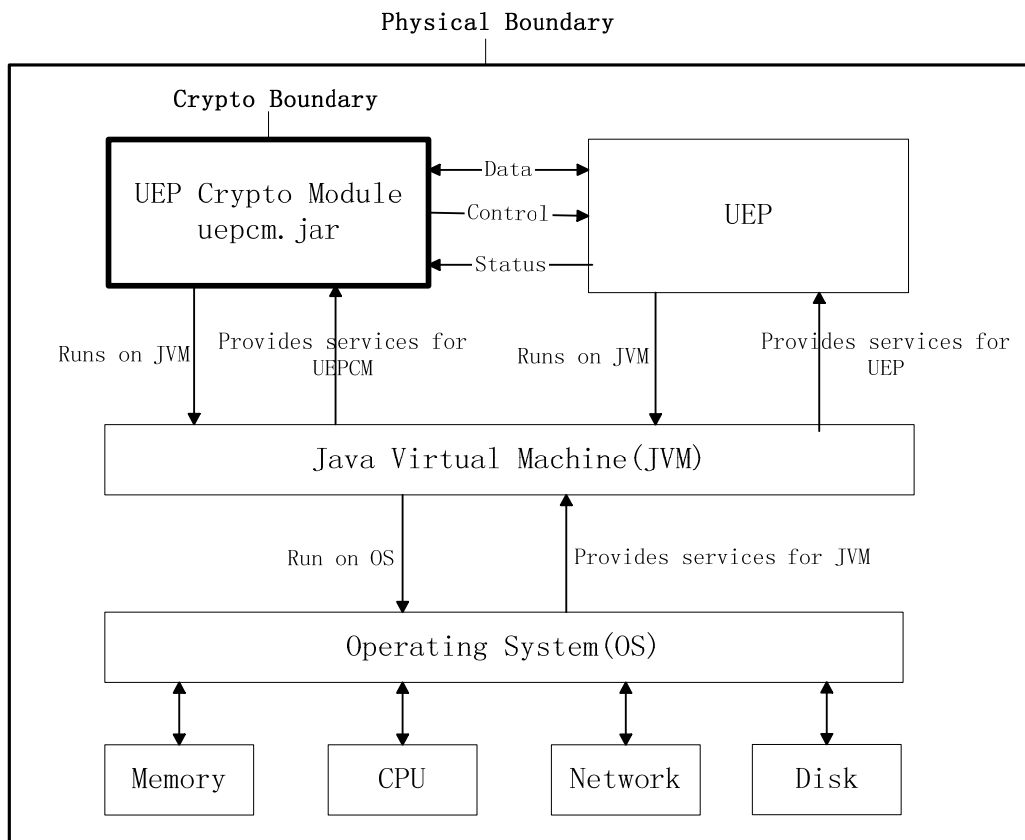 Physical Boundary
Crypto Boundary
UEP Crypto Module
uepcm.jar
Data
Control
Status
UEP
Runs on JVM
Provides services for
UEPCM
Runs on JVM
Provides services for
UEP
Java Virtual Machine(JVM)
Run on OS
Provides services for JVM
Operating System(OS)
Memory
CPU
Network
Disk